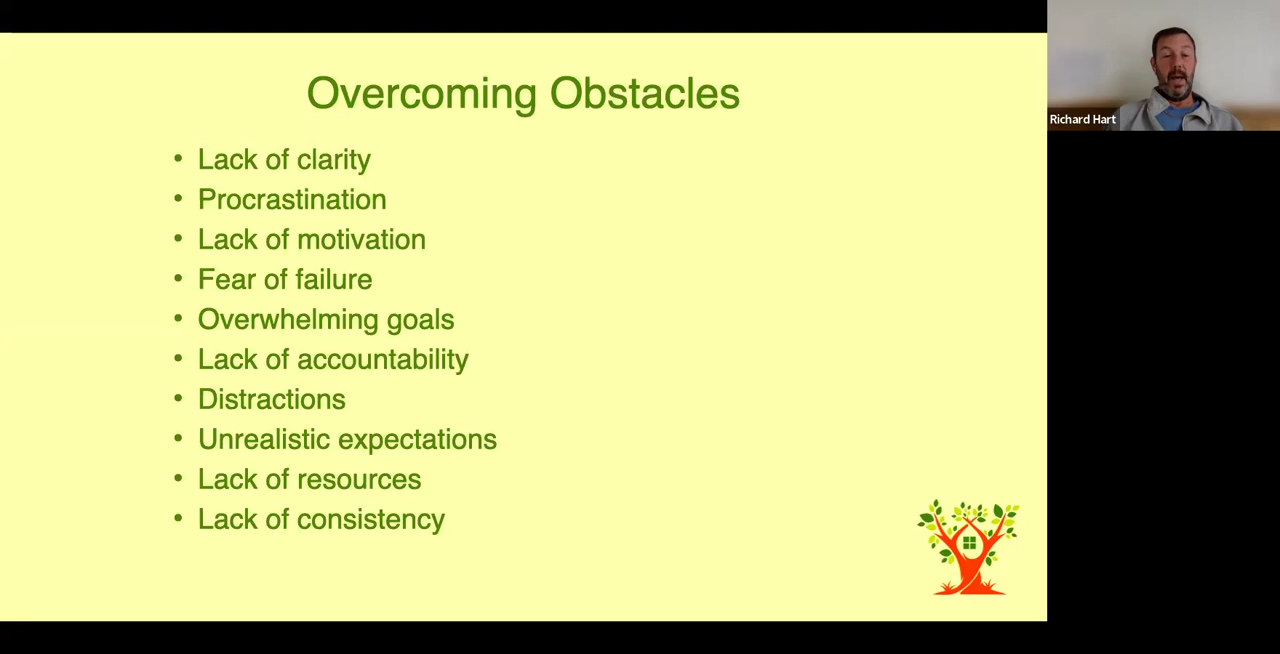 Overcoming Obstacles
• Lack of clarity
• Procrastination
• Lack of motivation
• Fear of failure
• Overwhelming goals
• Lack of accountability
• Distractions
• Unrealistic expectations
• Lack of resources
• Lack of consistency
Richard Hart